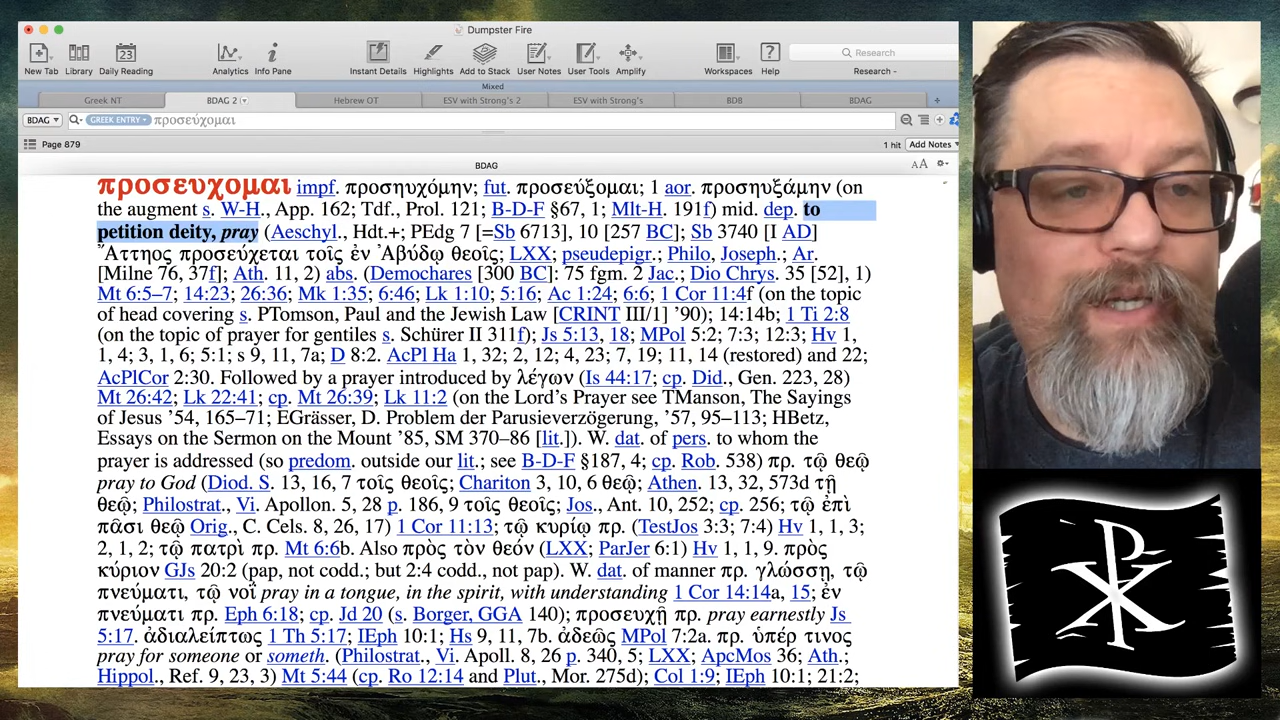 Dumpster Fire
New Tab Library Daily Reading Analytics Info Pane Instant Details Highlights Add to Stack User Notes User Tools Amplify Workspaces Help Research
23
Research
Mixed
Greek NT BDAG 2 Hebrew OT ESV with Strong's 2 ESV with Strong's BDB BDAG +
BDAG GREEK ENTRY προσεύχομαι
Page 879 1 hit Add Notes
BDAG AA
προσεύχομαι impf. προσηυχόμην; fut. προσεύξομαι; 1 aor. προσηυξάμην (on
the augment s. W-H., App. 162; Tdf., Prol. 121; B-D-F §67, 1; Mlt-H. 191f) mid. dep. to
petition deity, pray (Aeschyl., Hdt.+; PEdg 7 [=Sb 6713], 10 [257 BC]; Sb 3740 [I AD]
Ἄττηος προσεύχεται τοῖς ἐν Ἀβύδῳ θεοῖς; LXX; pseudepigr.; Philo, Joseph.; Ar.
[Milne 76, 37f]; Ath. 11, 2) abs. (Demochares [300 BC]: 75 fgm. 2 Jac.; Dio Chrys. 35 [52], 1)
Mt 6:5–7; 14:23; 26:36; Mk 1:35; 6:46; Lk 1:10; 5:16; Ac 1:24; 6:6; 1 Cor 11:4f (on the topic
of head covering s. PTomson, Paul and the Jewish Law [CRINT III/1] ’90); 14:14b; 1 Ti 2:8
(on the topic of prayer for gentiles s. Schürer II 311f); Js 5:13, 18; MPol 5:2; 7:3; 12:3; Hv 1,
1, 4; 3, 1, 6; 5:1; s 9, 11, 7a; D 8:2. AcPl Ha 1, 32; 2, 12; 4, 23; 7, 19; 11, 14 (restored) and 22;
AcPlCor 2:30. Followed by a prayer introduced by λέγων (Is 44:17; cp. Did., Gen. 223, 28)
Mt 26:42; Lk 22:41; cp. Mt 26:39; Lk 11:2 (on the Lord’s Prayer see TManson, The Sayings
of Jesus ’54, 165–71; EGrässer, D. Problem der Parusieverzögerung, ’57, 95–113; HBetz,
Essays on the Sermon on the Mount ’85, SM 370–86 [lit.]). W. dat. of pers. to whom the
prayer is addressed (so predom. outside our lit.; see B-D-F §187, 4; cp. Rob. 538) πρ. τῷ θεῷ
pray to God (Diod. S. 13, 16, 7 τοῖς θεοῖς; Chariton 3, 10, 6 θεῷ; Athen. 13, 32, 573d τῇ
θεῷ; Philostrat., Vi. Apollon. 5, 28 p. 186, 9 τοῖς θεοῖς; Jos., Ant. 10, 252; cp. 256; τῷ ἐπὶ
πᾶσι θεῷ Orig., C. Cels. 8, 26, 17) 1 Cor 11:13; τῷ κυρίῳ πρ. (TestJos 3:3; 7:4) Hv 1, 1, 3;
2, 1, 2; τῷ πατρὶ πρ. Mt 6:6b. Also πρὸς τὸν θεόν (LXX; ParJer 6:1) Hv 1, 1, 9. πρὸς
κύριον GJs 20:2 (pap, not codd.; but 2:4 codd., not pap). W. dat. of manner πρ. γλώσσῃ, τῷ
πνεύματι, τῷ νοΐ pray in a tongue, in the spirit, with understanding 1 Cor 14:14a, 15; ἐν
πνεύματι πρ. Eph 6:18; cp. Jd 20 (s. Borger, GGA 140); προσευχῇ πρ. pray earnestly Js
5:17. ἀδιαλείπτως 1 Th 5:17; IEph 10:1; Hs 9, 11, 7b. ἀδεῶς MPol 7:2a. πρ. ὑπέρ τινος
pray for someone or someth. (Philostrat., Vi. Apoll. 8, 26 p. 340, 5; LXX; ApcMos 36; Ath.;
Hippol., Ref. 9, 23, 3) Mt 5:44 (cp. Ro 12:14 and Plut., Mor. 275d); Col 1:9; IEph 10:1; 21:2;